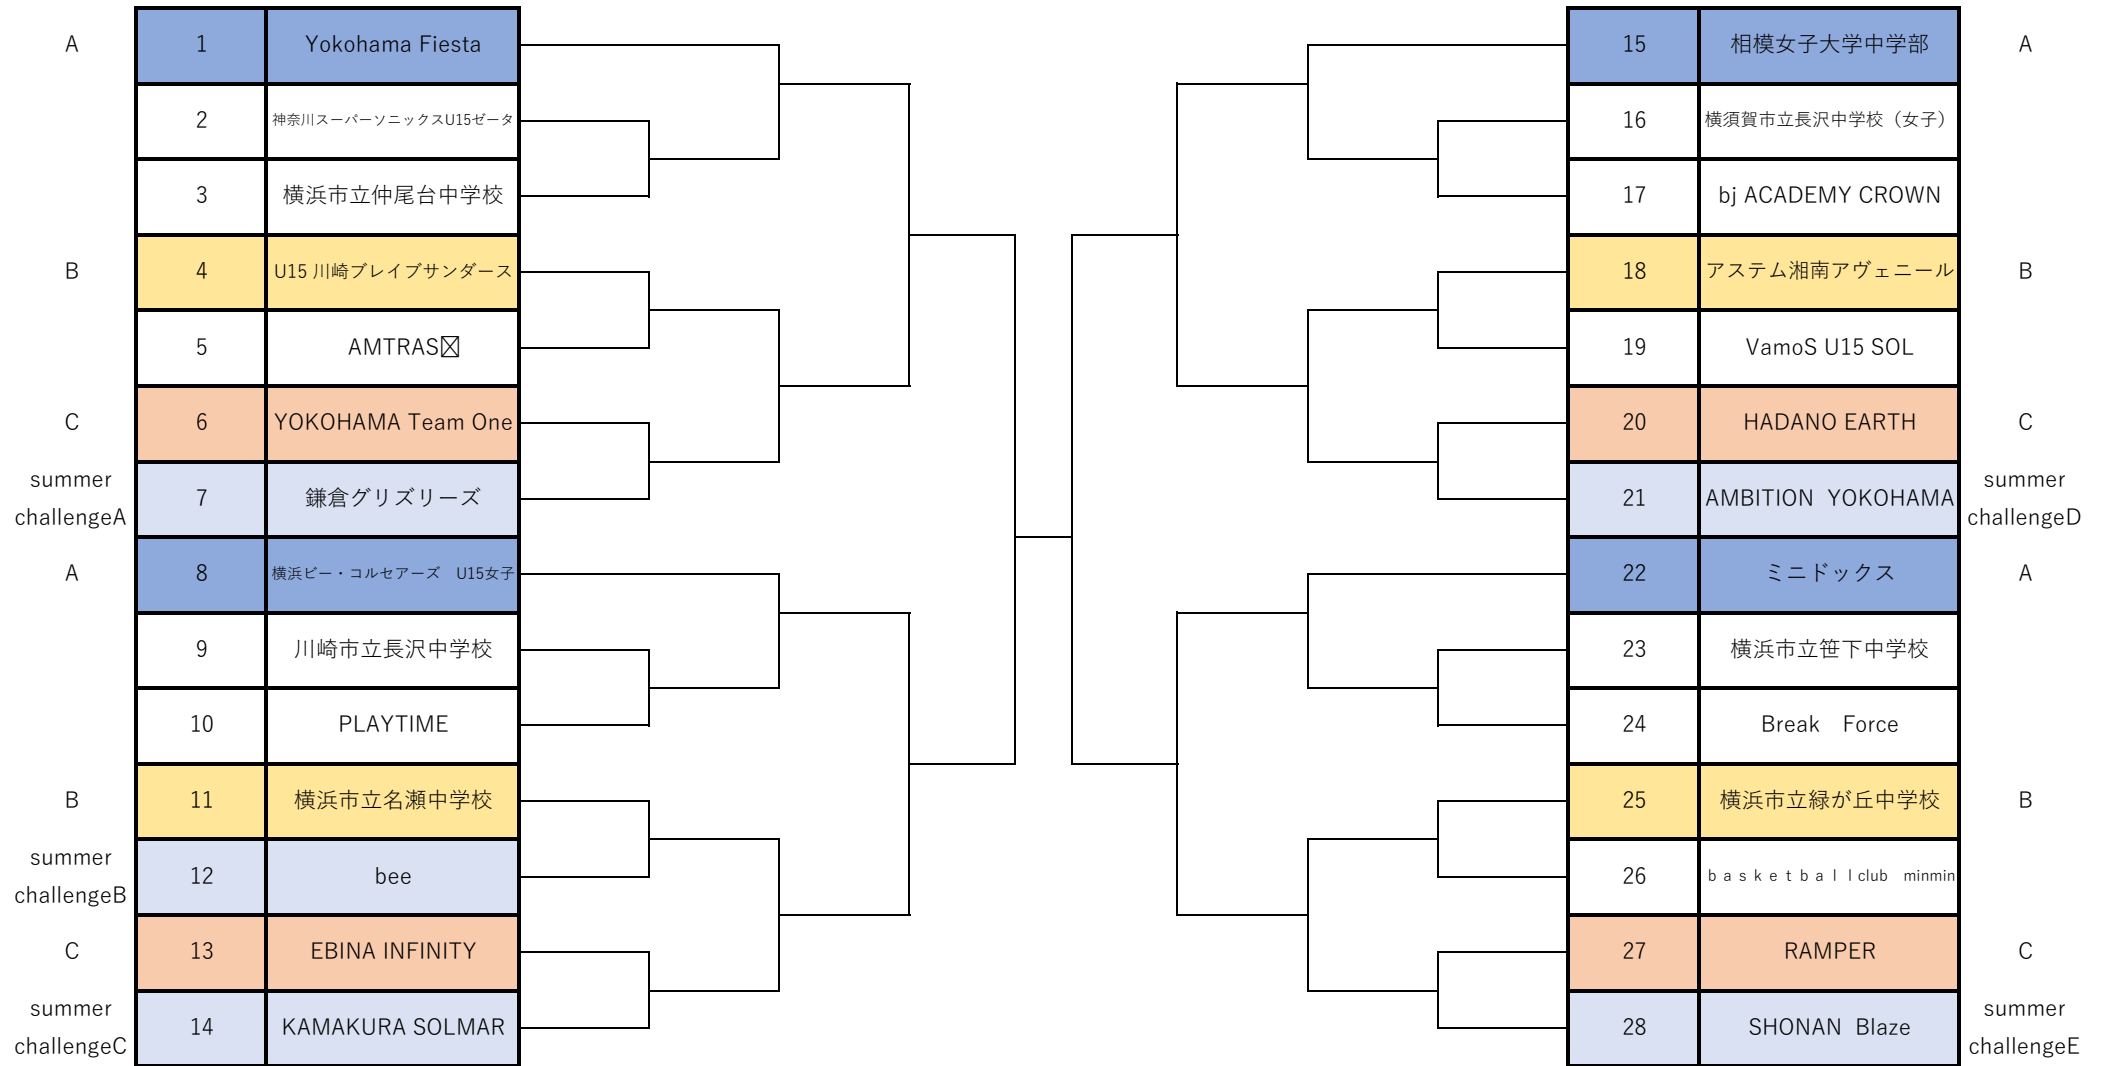 A 1 Yokohama Fiesta
2 神奈川スーパーソニックスU15ゼータ
3 横浜市立仲尾台中学校
B 4 U15 川崎ブレイブサンダース
5 AMTRAS
C 6 YOKOHAMA Team One
summer
challengeA
7 鎌倉グリズリーズ
A 8 横浜ビー・コルセアーズ　U15女子
9 川崎市立長沢中学校
10 PLAYTIME
B 11 横浜市立名瀬中学校
summer
challengeB
12 bee
C 13 EBINA INFINITY
summer
challengeC
14 KAMAKURA SOLMAR
15 相模女子大学中学部 A
16 横須賀市立長沢中学校（女子）
17 bj ACADEMY CROWN
18 アステム湘南アヴェニール B
19 VamoS U15 SOL
20 HADANO EARTH C
21 AMBITION YOKOHAMA
summer
challengeD
22 ミニドックス A
23 横浜市立笹下中学校
24 Break　Force
25 横浜市立緑が丘中学校 B
26 ｂａｓｋｅｔｂａｌｌclub　minmin
27 RAMPER C
28 SHONAN Blaze
summer
challengeE